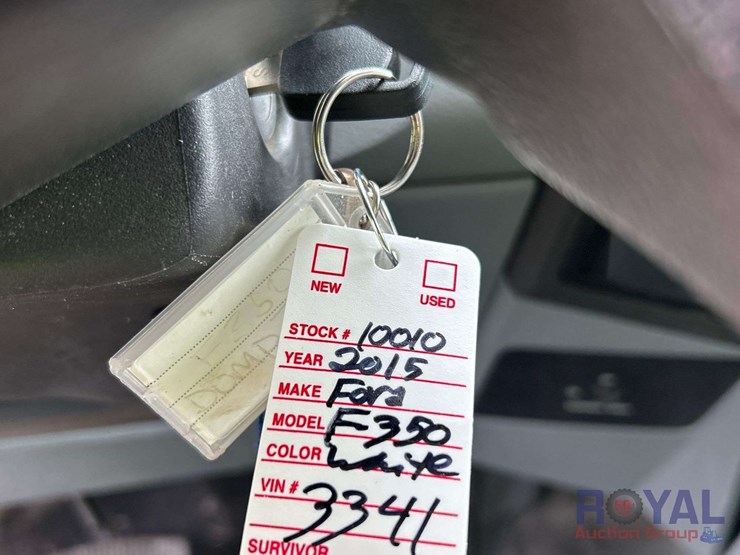 NEW USED
STOCK # 10010
YEAR 2015
MAKE Ford
MODEL F350
COLOR White
VIN # 3341
SURVIVOR
ROYAL
Auction Group